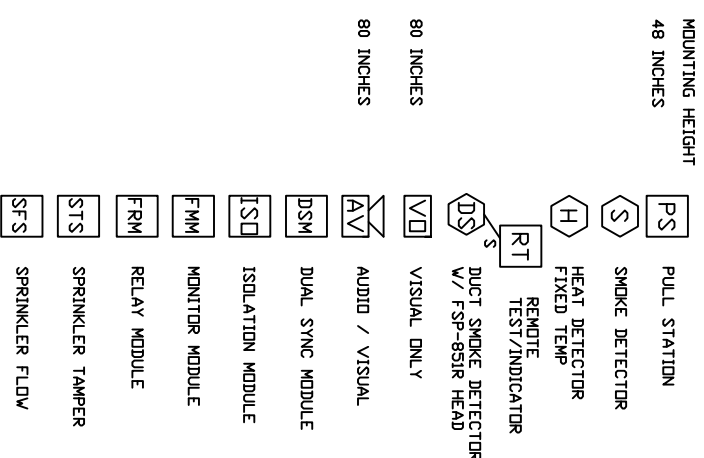 MOUNTING HEIGHT
48 INCHES PS PULL STATION
S SMOKE DETECTOR
H HEAT DETECTOR
FIXED TEMP
RT REMOTE
TEST/INDICATOR
S
DS DUCT SMOKE DETECTOR
W/ FSP-851R HEAD
80 INCHES VO VISUAL ONLY
80 INCHES AV AUDIO / VISUAL
DSM DUAL SYNC MODULE
ISO ISOLATION MODULE
FMM MONITOR MODULE
FRM RELAY MODULE
STS SPRINKLER TAMPER
SFS SPRINKLER FLOW